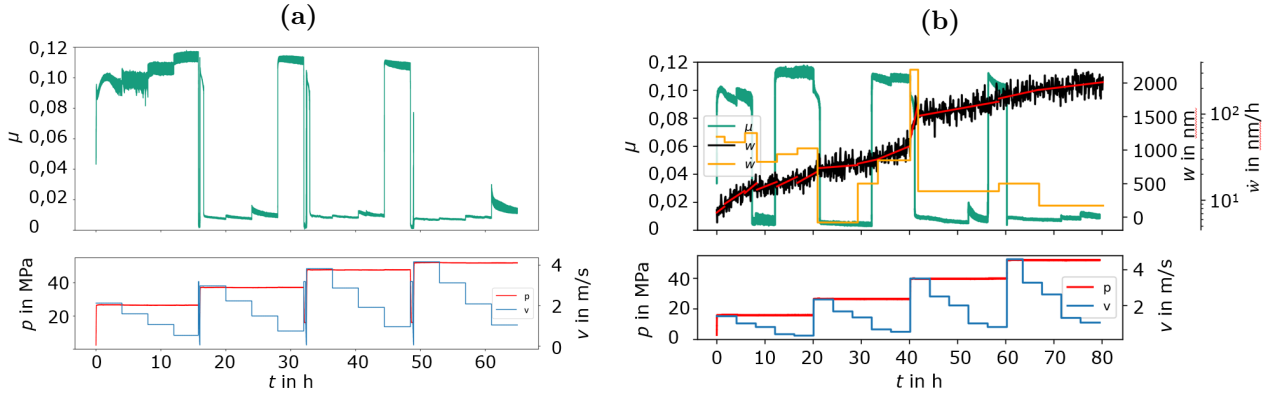 (a)
0,12
0,10
0,08
0,06
0,04
0,02
0
μ
40
20
p in MPa
4
2
0
v in m/s
p
v
0 10 20 30 40 50 60
t in h
(b)
0,12
0,10
0,08
0,06
0,04
0,02
0
μ
μ
w
ẇ
2000
1500
1000
500
0
w in nm
10²
10¹
ẇ in nm/h
40
20
0
p in MPa
4
2
v in m/s
p
v
0 10 20 30 40 50 60 70 80
t in h